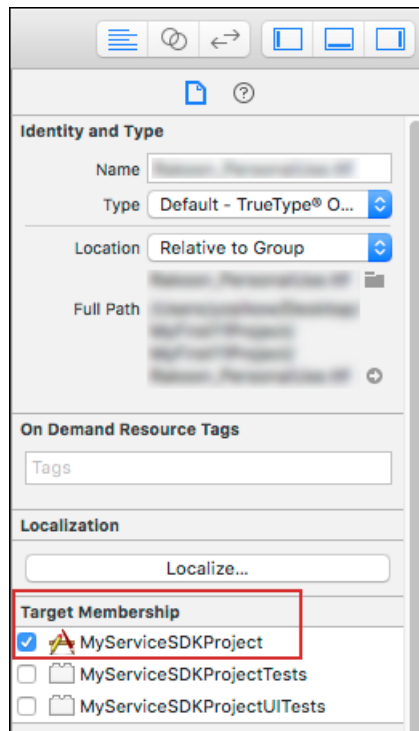 Identity and Type
Name
Type Default - TrueType® O...
Location Relative to Group
Full Path
On Demand Resource Tags
Tags
Localization
Localize...
Target Membership
MyServiceSDKProject
MyServiceSDKProjectTests
MyServiceSDKProjectUITests